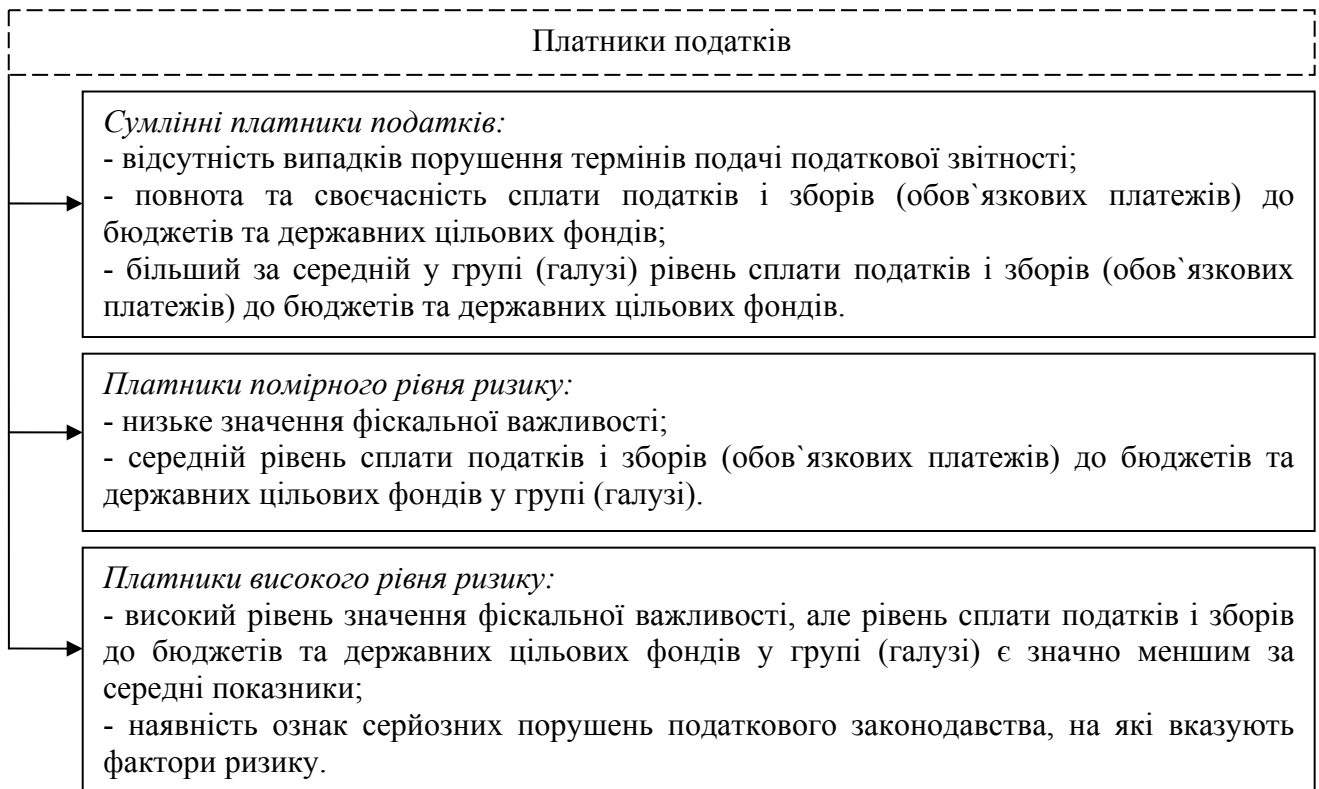 Платники податків
Сумлінні платники податків:
- відсутність випадків порушення термінів подачі податкової звітності;
- повнота та своєчасність сплати податків і зборів (обов`язкових платежів) до
бюджетів та державних цільових фондів;
- більший за середній у групі (галузі) рівень сплати податків і зборів (обов`язкових
платежів) до бюджетів та державних цільових фондів.
Платники помірного рівня ризику:
- низьке значення фіскальної важливості;
- середній рівень сплати податків і зборів (обов`язкових платежів) до бюджетів та
державних цільових фондів у групі (галузі).
Платники високого рівня ризику:
- високий рівень значення фіскальної важливості, але рівень сплати податків і зборів
до бюджетів та державних цільових фондів у групі (галузі) є значно меншим за
середні показники;
- наявність ознак серйозних порушень податкового законодавства, на які вказують
фактори ризику.